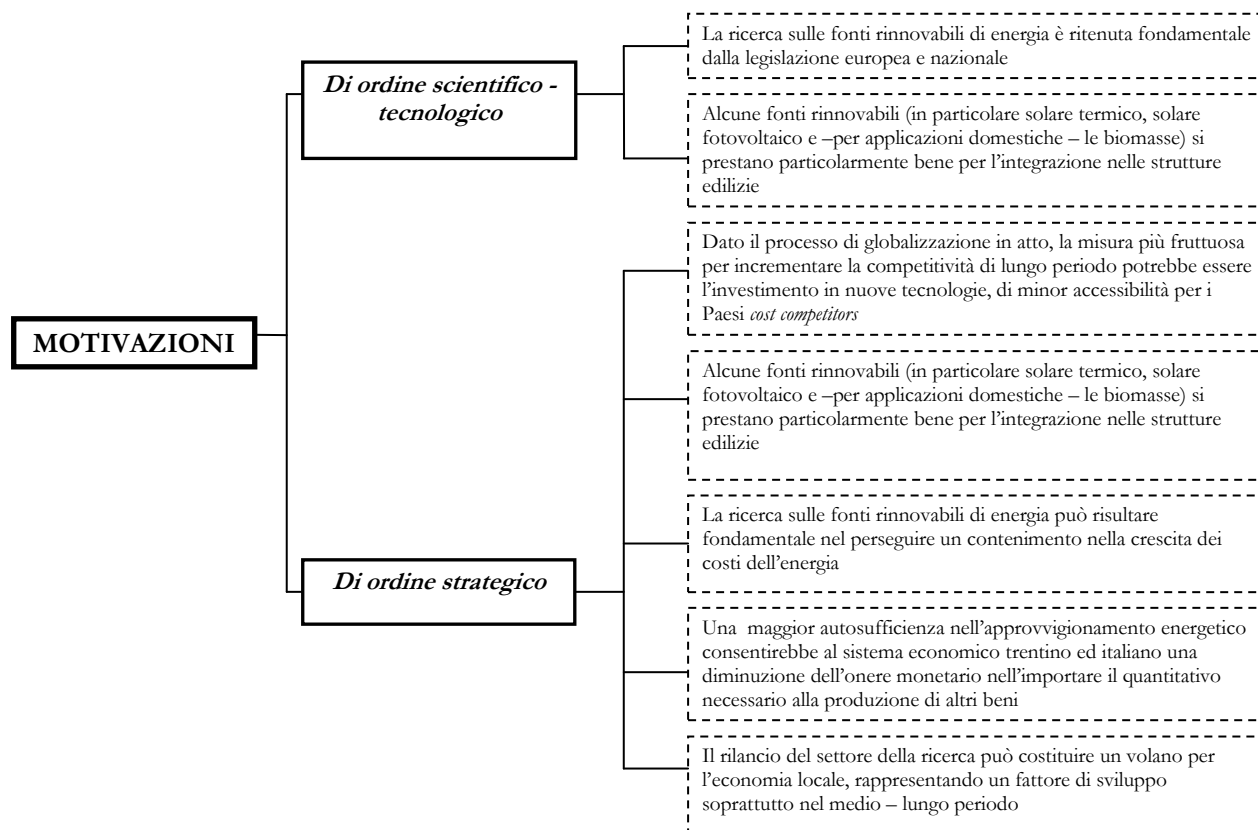 MOTIVAZIONI
Di ordine scientifico -
tecnologico
La ricerca sulle fonti rinnovabili di energia è ritenuta fondamentale
dalla legislazione europea e nazionale
Alcune fonti rinnovabili (in particolare solare termico, solare
fotovoltaico e –per applicazioni domestiche – le biomasse) si
prestano particolarmente bene per l’integrazione nelle strutture
edilizie
Di ordine strategico
Dato il processo di globalizzazione in atto, la misura più fruttuosa
per incrementare la competitività di lungo periodo potrebbe essere
l’investimento in nuove tecnologie, di minor accessibilità per i
Paesi cost competitors
Alcune fonti rinnovabili (in particolare solare termico, solare
fotovoltaico e –per applicazioni domestiche – le biomasse) si
prestano particolarmente bene per l’integrazione nelle strutture
edilizie
La ricerca sulle fonti rinnovabili di energia può risultare
fondamentale nel perseguire un contenimento nella crescita dei
costi dell’energia
Una maggior autosufficienza nell’approvvigionamento energetico
consentirebbe al sistema economico trentino ed italiano una
diminuzione dell’onere monetario nell’importare il quantitativo
necessario alla produzione di altri beni
Il rilancio del settore della ricerca può costituire un volano per
l’economia locale, rappresentando un fattore di sviluppo
soprattutto nel medio – lungo periodo